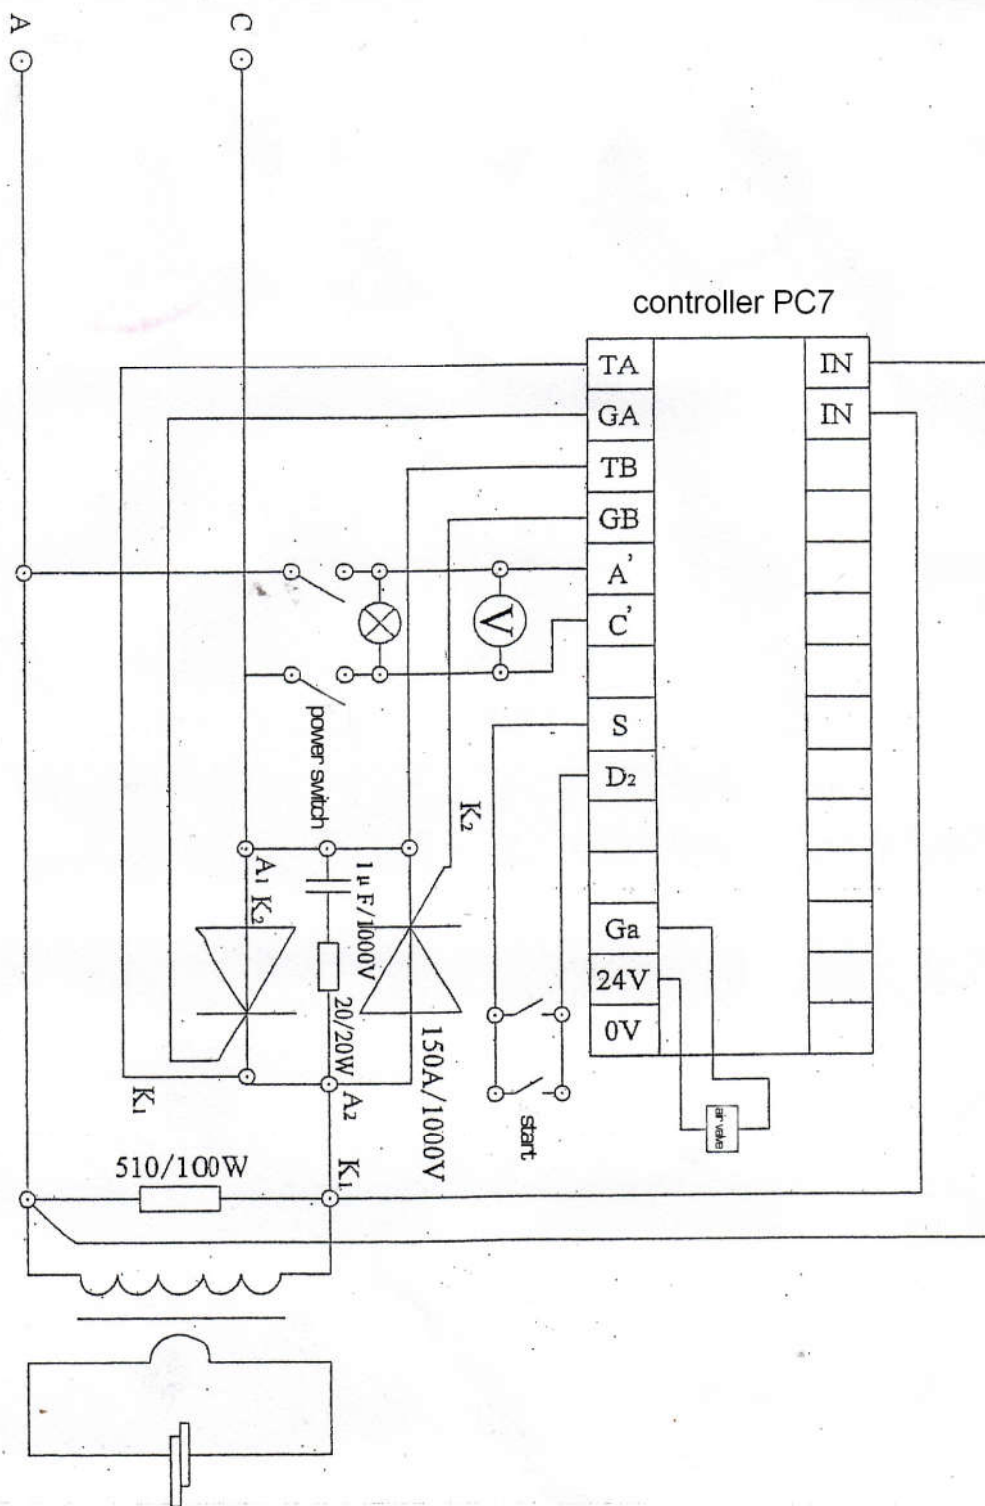 A
C
controller PC7
TA
IN
GA
IN
TB
GB
A'
C'
V
S
D2
power switch
K2
A1 K2
1μF/1000V
20/20W
150A/1000V
Ga
24V
0V
K1
A2
start
air valve
510/100W
K1